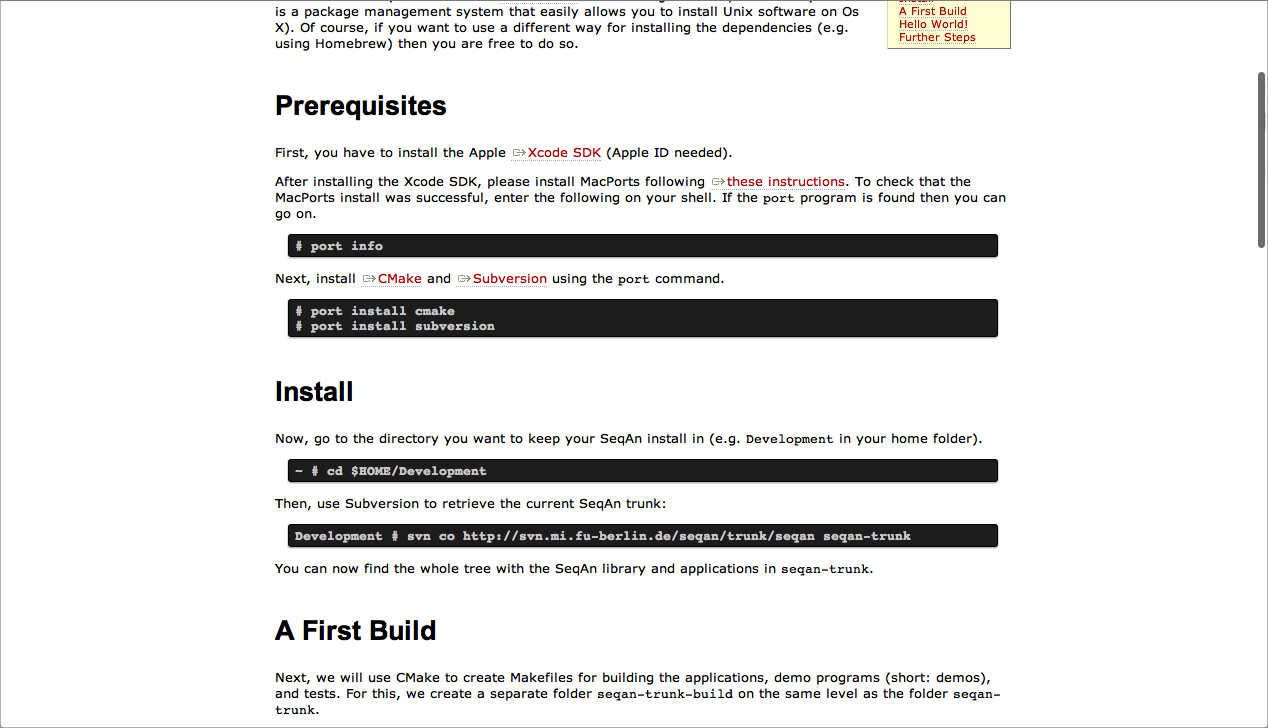 is a package management system that easily allows you to install Unix software on Os
X). Of course, if you want to use a different way for installing the dependencies (e.g.
using Homebrew) then you are free to do so.
A First Build
Hello World!
Further Steps
Prerequisites
First, you have to install the Apple Xcode SDK (Apple ID needed).
After installing the Xcode SDK, please install MacPorts following these instructions. To check that the
MacPorts install was successful, enter the following on your shell. If the port program is found then you can
go on.
# port info
Next, install CMake and Subversion using the port command.
# port install cmake
# port install subversion
Install
Now, go to the directory you want to keep your SeqAn install in (e.g. Development in your home folder).
~ # cd $HOME/Development
Then, use Subversion to retrieve the current SeqAn trunk:
Development # svn co http://svn.mi.fu-berlin.de/seqan/trunk/seqan seqan-trunk
You can now find the whole tree with the SeqAn library and applications in seqan-trunk.
A First Build
Next, we will use CMake to create Makefiles for building the applications, demo programs (short: demos),
and tests. For this, we create a separate folder seqan-trunk-build on the same level as the folder seqan-
trunk.